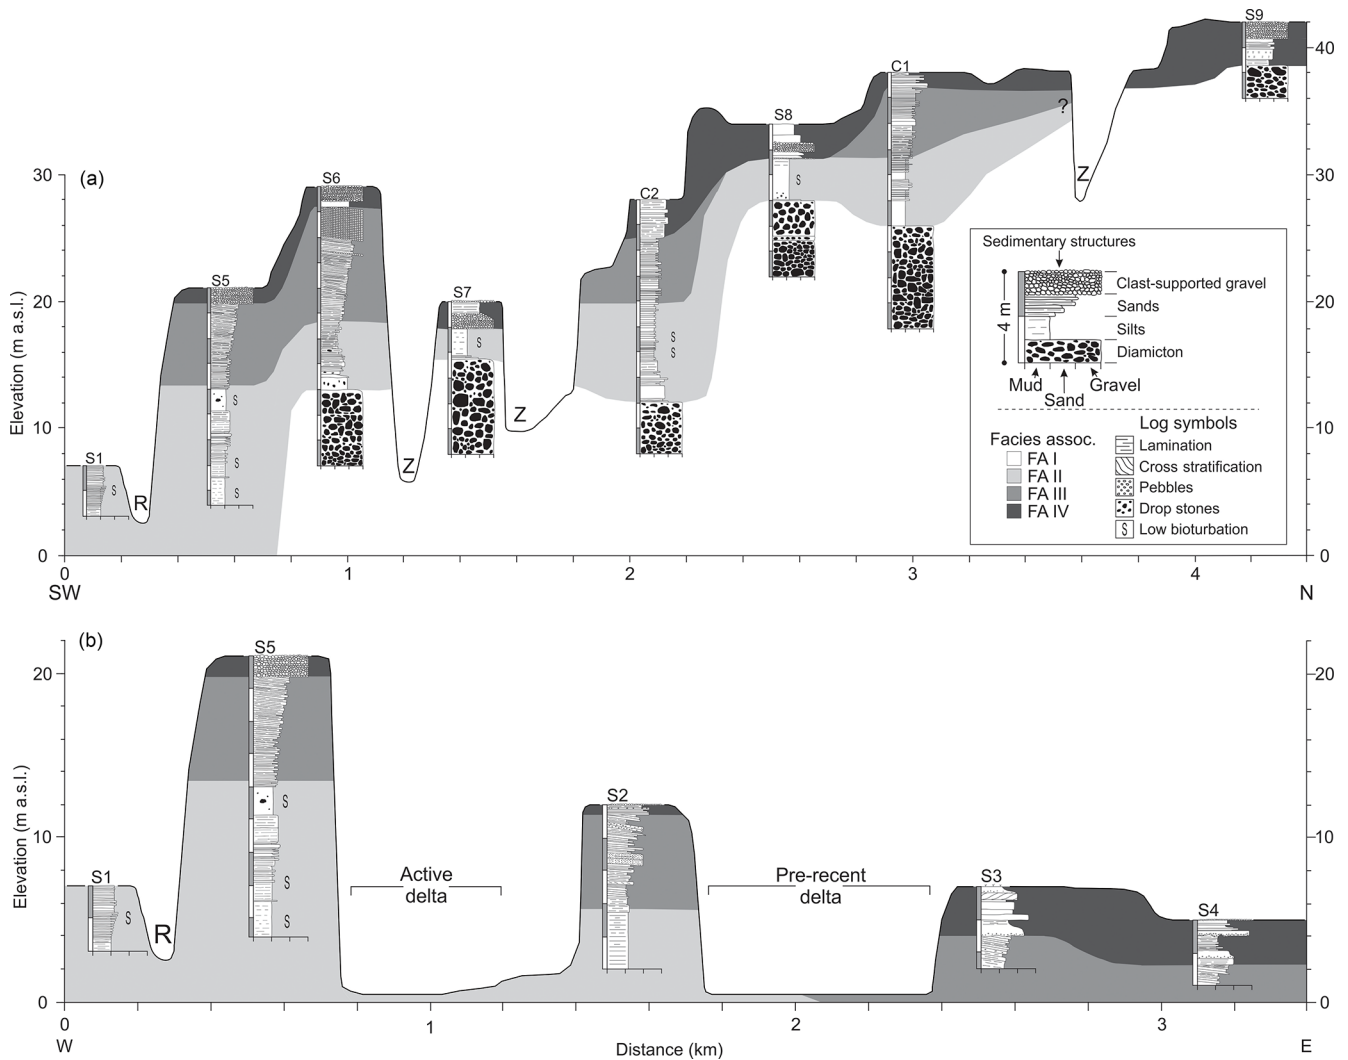 (a)
S9
40
C1
S8
?
30
S6
C2
Z
30
S5
S7
20
20
Elevation (m a.s.l.)
Sedimentary structures
Clast-supported gravel
Sands
4 m
Silts
Diamicton
Mud
Sand
Gravel
Log symbols
Facies assoc.
Lamination
FA I
Cross stratification
FA II
Pebbles
FA III
Drop stones
FA IV
S
Low bioturbation
S
S
S
S
S
S
S
10
Z
10
Z
S1
S
R
0
0
0
1
2
3
4
SW
N
(b)
S5
20
20
S2
S
10
10
Elevation (m a.s.l.)
S1
S
Active
delta
Pre-recent
delta
S3
S
R
S
S4
0
0
0
1
2
3
W
Distance (km)
E